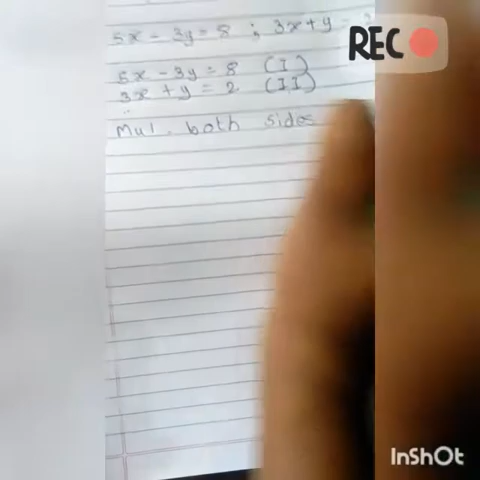 5x - 3y = 8 ; 3x + y =
REC
5x - 3y = 8 (I)
3x + y = 2 (II)
Mul. both sides
InShOt